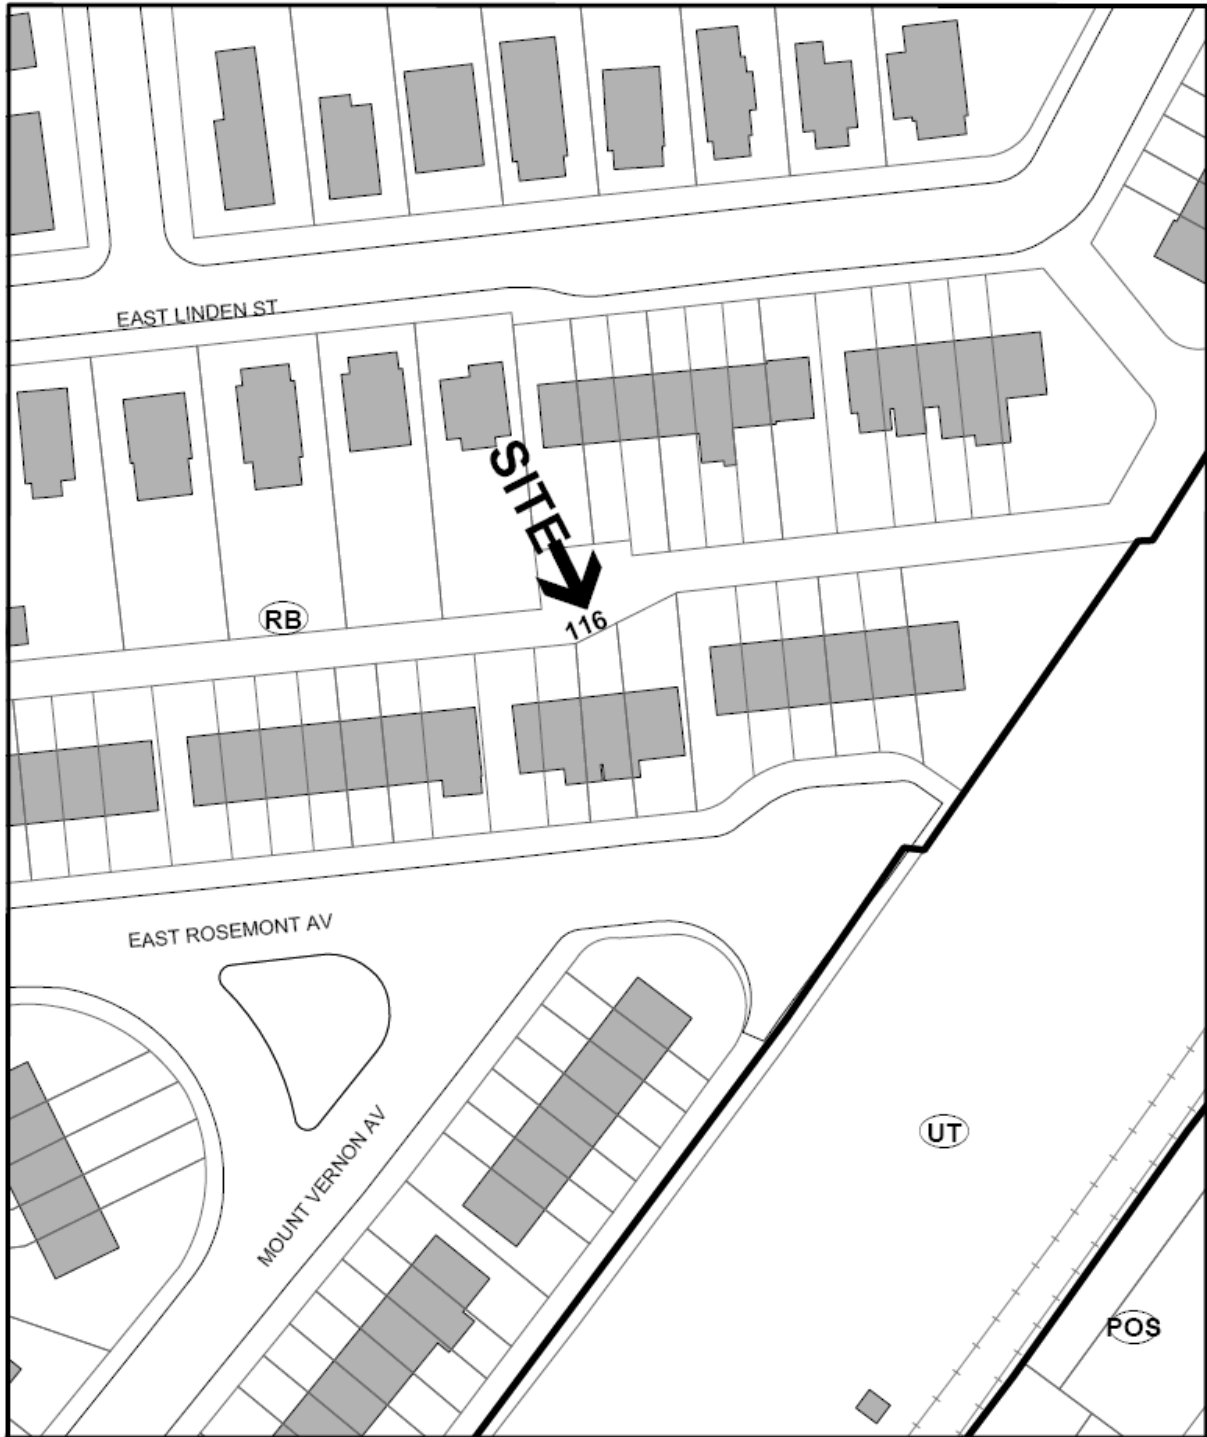 EAST LINDEN ST
SITE
116
RB
EAST ROSEMONT AV
MOUNT VERNON AV
UT
POS